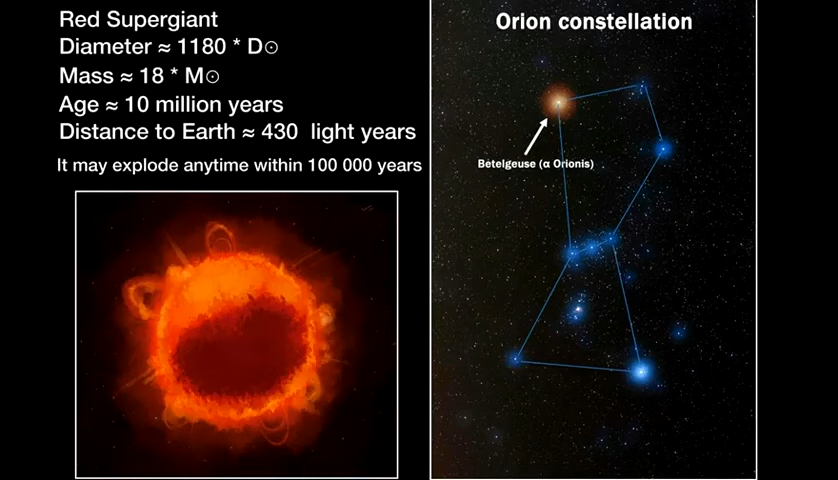 Red Supergiant
Diameter ≈ 1180 * D☉
Mass ≈ 18 * M☉
Age ≈ 10 million years
Distance to Earth ≈ 430 light years
It may explode anytime within 100 000 years
Orion constellation
Betelgeuse (α Orionis)